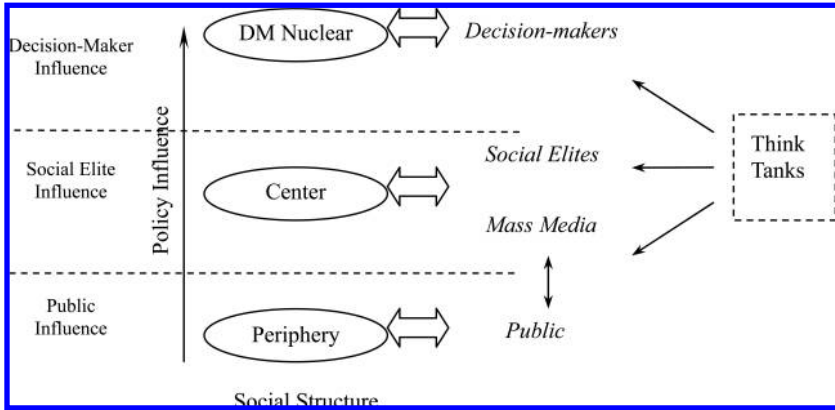 Decision-Maker
Influence
DM Nuclear
Decision-makers
Policy Influence
Social Elite
Influence
Center
Social Elites
Mass Media
Think
Tanks
Public
Influence
Periphery
Public
Social Structure